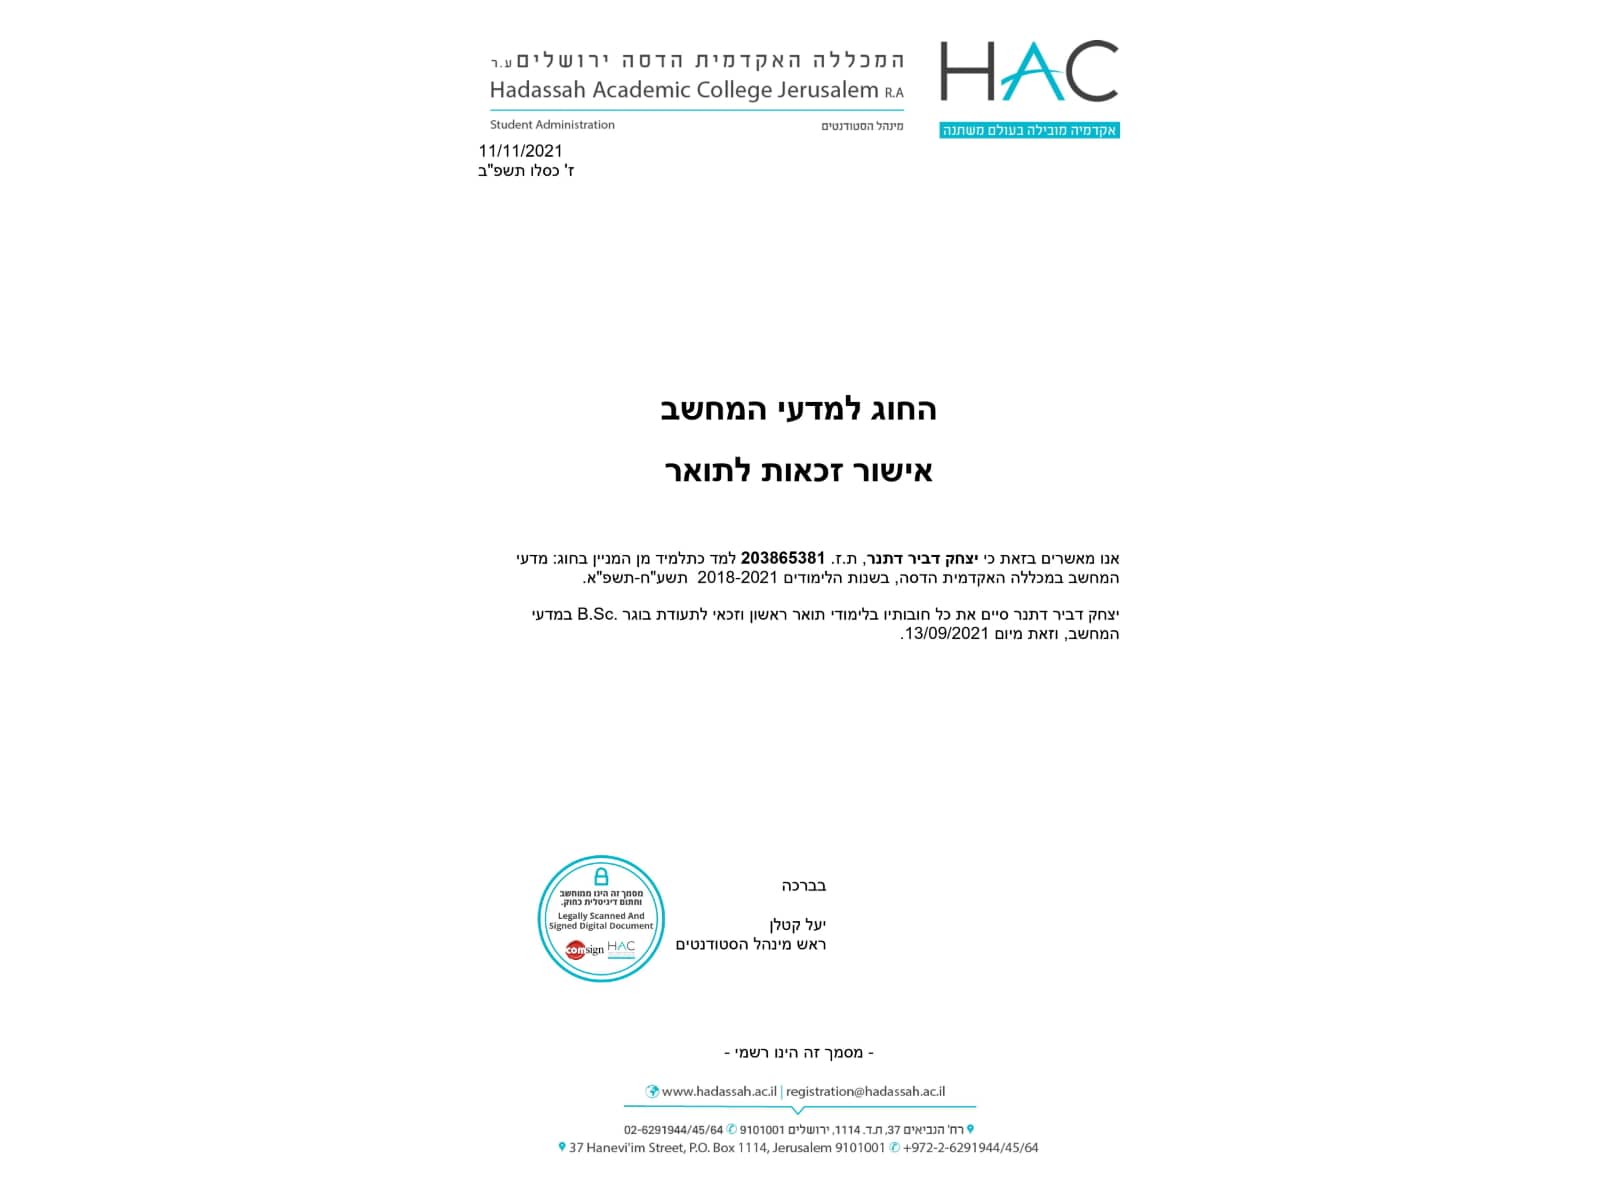 המכללה האקדמית הדסה ירושלים ע.ר
Hadassah Academic College Jerusalem R.A
Student Administration
מינהל הסטודנטים
HAC
אקדמיה מובילה בעולם משתנה
11/11/2021
ז' כסלו תשפ"ב
החוג למדעי המחשב
אישור זכאות לתואר
אנו מאשרים בזאת כי יצחק דביר דתנר, ת.ז. 203865381 למד כתלמיד מן המניין בחוג: מדעי
המחשב במכללה האקדמית הדסה, בשנות הלימודים 2018-2021 תשע"ח-תשפ"א.
יצחק דביר דתנר סיים את כל חובותיו בלימודי תואר ראשון וזכאי לתעודת בוגר B.Sc. במדעי
המחשב, וזאת מיום 13/09/2021.
בברכה
יעל קטלן
ראש מינהל הסטודנטים
מסמך זה הינו ממוחשב
וחתום דיגיטלית כחוק.
Legally Scanned And
Signed Digital Document
comsign HAC
- מסמך זה הינו רשמי -
www.hadassah.ac.il | registration@hadassah.ac.il
רח' הנביאים 37, ת.ד. 1114, ירושלים 9101001 02-6291944/45/64
37 Hanevi'im Street, P.O. Box 1114, Jerusalem 9101001 +972-2-6291944/45/64